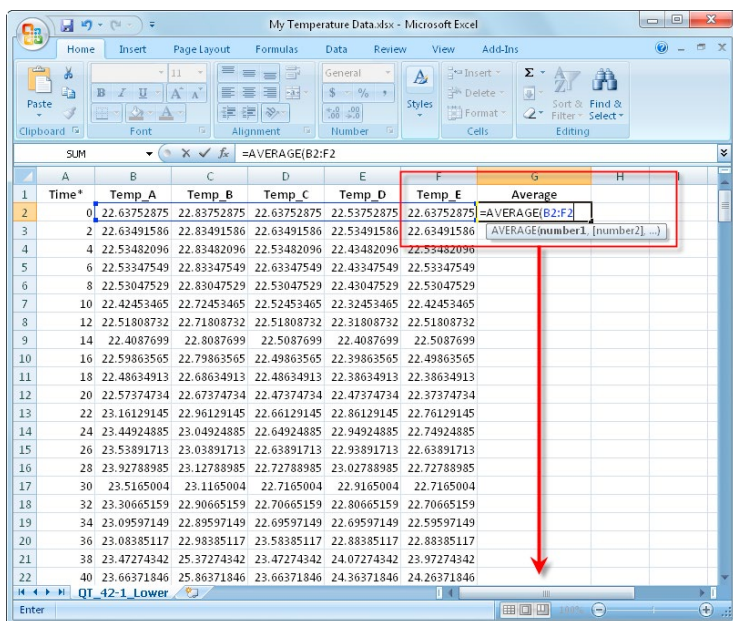 My Temperature Data.xlsx - Microsoft Excel
Home Insert Page Layout Formulas Data Review View Add-Ins
Paste
Clipboard
11
B I U
A A
Font
Alignment
General
$ % ,
Number
Styles
Insert
Delete
Format
Cells
Σ
Sort & Filter
Find & Select
Editing
SUM =AVERAGE(B2:F2
A B C D E F G H I
1 Time* Temp_A Temp_B Temp_C Temp_D Temp_E Average
2 0 22.63752875 22.83752875 22.63752875 22.53752875 22.63752875 =AVERAGE(B2:F2
AVERAGE(number1, [number2], ...)
3 2 22.63491586 22.83491586 22.63491586 22.53491586 22.63491586
4 4 22.53482096 22.83482096 22.53482096 22.43482096 22.53482096
5 6 22.53347549 22.83347549 22.63347549 22.43347549 22.53347549
6 8 22.53047529 22.83047529 22.53047529 22.43047529 22.53047529
7 10 22.42453465 22.72453465 22.52453465 22.32453465 22.42453465
8 12 22.51808732 22.71808732 22.51808732 22.31808732 22.51808732
9 14 22.4087699 22.8087699 22.5087699 22.4087699 22.5087699
10 16 22.59863565 22.79863565 22.49863565 22.39863565 22.49863565
11 18 22.48634913 22.68634913 22.48634913 22.38634913 22.38634913
12 20 22.57374734 22.67374734 22.47374734 22.47374734 22.37374734
13 22 23.16129145 22.96129145 22.66129145 22.86129145 22.76129145
14 24 23.44924885 23.04924885 22.64924885 22.94924885 22.74924885
15 26 23.53891713 23.03891713 22.63891713 22.93891713 22.63891713
16 28 23.92788985 23.12788985 22.72788985 23.02788985 22.72788985
17 30 23.5165004 23.1165004 22.7165004 22.9165004 22.7165004
18 32 23.30665159 22.90665159 22.70665159 22.80665159 22.70665159
19 34 23.09597149 22.89597149 22.69597149 22.69597149 22.59597149
20 36 23.08385117 22.98385117 23.58385117 22.88385117 22.88385117
21 38 23.47274342 25.37274342 23.47274342 24.07274342 23.97274342
22 40 23.66371846 25.86371846 23.66371846 24.36371846 24.26371846
QT_42-1_Lower
Enter 100%